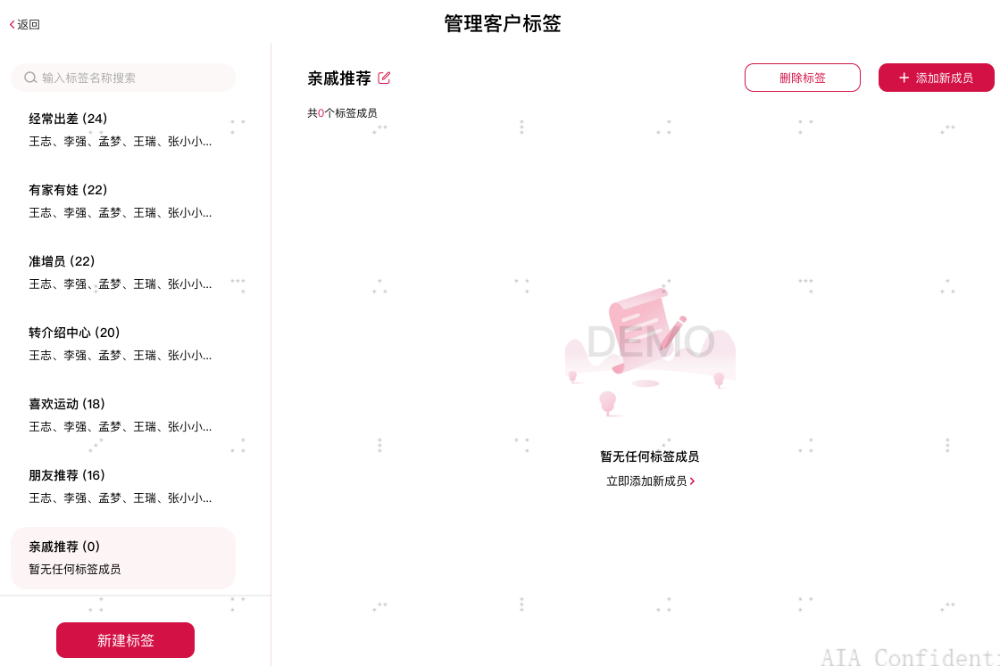 返回
管理客户标签
输入标签名称搜索
经常出差 (24)
王志、李强、孟梦、王瑞、张小小...
有家有娃 (22)
王志、李强、孟梦、王瑞、张小小...
准增员 (22)
王志、李强、孟梦、王瑞、张小小...
转介绍中心 (20)
王志、李强、孟梦、王瑞、张小小...
喜欢运动 (18)
王志、李强、孟梦、王瑞、张小小...
朋友推荐 (16)
王志、李强、孟梦、王瑞、张小小...
亲戚推荐 (0)
暂无任何标签成员
新建标签
亲戚推荐
删除标签
添加新成员
共0个标签成员
DEMO
暂无任何标签成员
立即添加新成员
AIA Confident